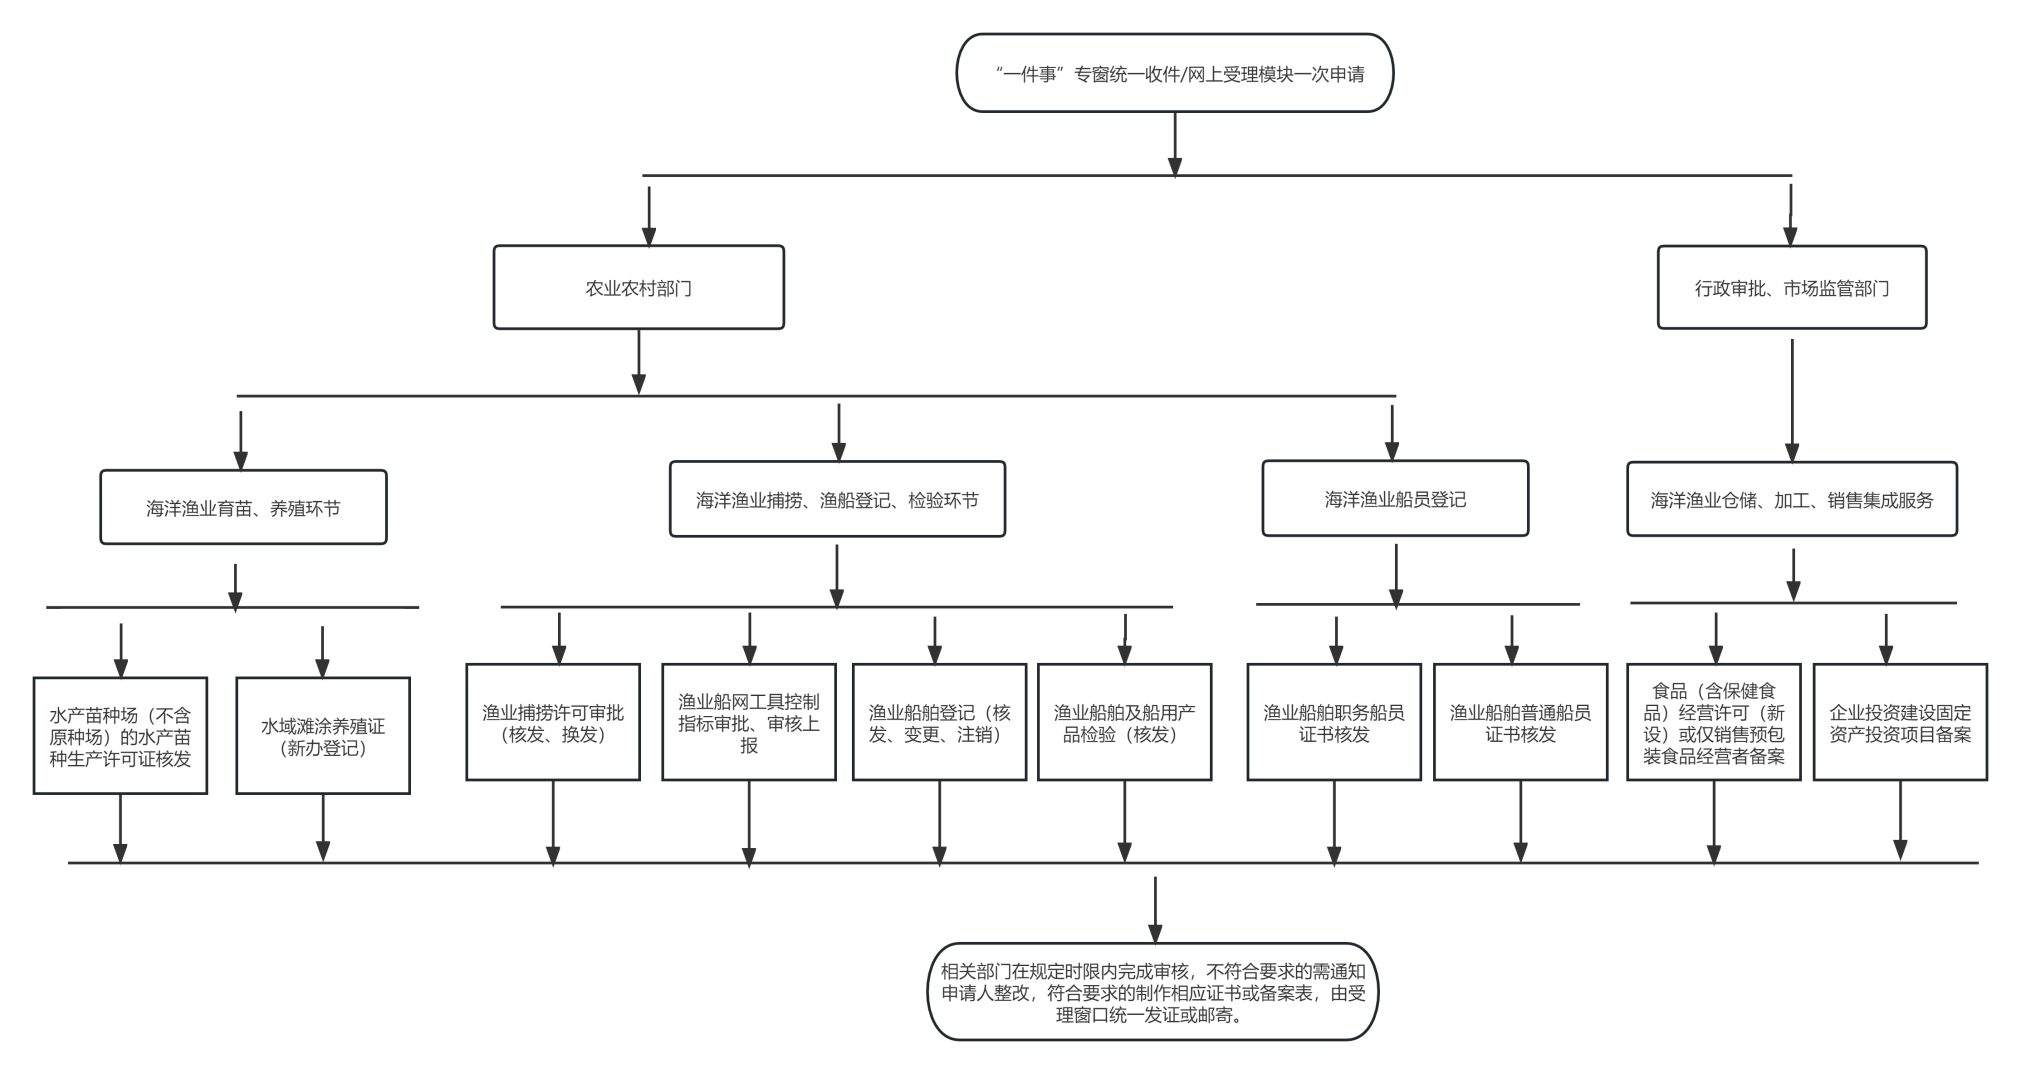 “一件事”专窗统一收件/网上受理模块一次申请
农业农村部门
行政审批、市场监管部门
海洋渔业育苗、养殖环节
海洋渔业捕捞、渔船登记、检验环节
海洋渔业船员登记
海洋渔业仓储、加工、销售集成服务
水产苗种场（不含
原种场）的水产苗
种生产许可证核发
水域滩涂养殖证
（新办登记）
渔业捕捞许可审批
（核发、换发）
渔业船网工具控制
指标审批、审核上
报
渔业船舶登记（核
发、变更、注销）
渔业船舶及船用产
品检验（核发）
渔业船舶职务船员
证书核发
渔业船舶普通船员
证书核发
食品（含保健食
品）经营许可（新
设）或仅销售预包
装食品经营者备案
企业投资建设固定
资产投资项目备案
相关部门在规定时限内完成审核，不符合要求的需通知
申请人整改，符合要求的制作相应证书或备案表，由受
理窗口统一发证或邮寄。